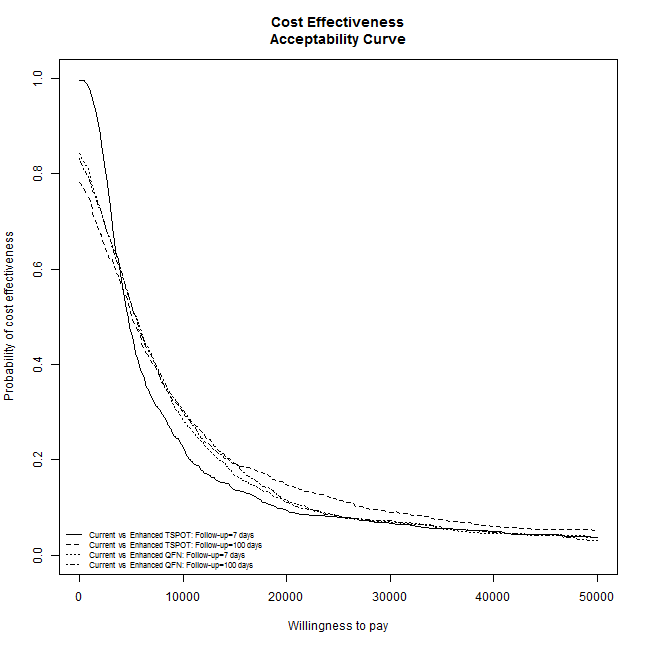 Cost Effectiveness
Acceptability Curve
Probability of cost effectiveness
1.0
0.8
0.6
0.4
0.2
0.0
Current vs Enhanced TSPOT: Follow-up=7 days
Current vs Enhanced TSPOT: Follow-up=100 days
Current vs Enhanced QFN: Follow-up=7 days
Current vs Enhanced QFN: Follow-up=100 days
0 10000 20000 30000 40000 50000
Willingness to pay